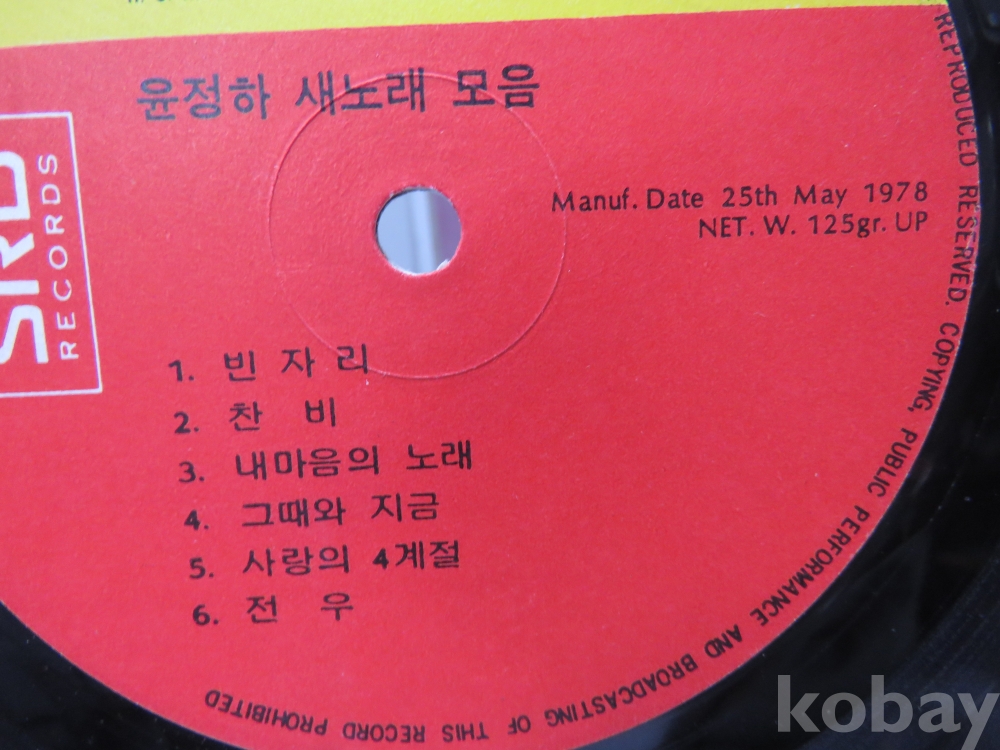 윤정하 새노래 모음
Manuf. Date 25th May 1978
NET. W. 125gr. UP
SRB
RECORDS
1. 빈 자 리
2. 찬 비
3. 내마음의 노래
4. 그때와 지금
5. 사랑의 4계절
6. 전 우
REPRODUCED RESERVED. COPYING, PUBLIC PERFORMANCE AND BROADCASTING OF THIS RECORD PROHIBITED
kobay